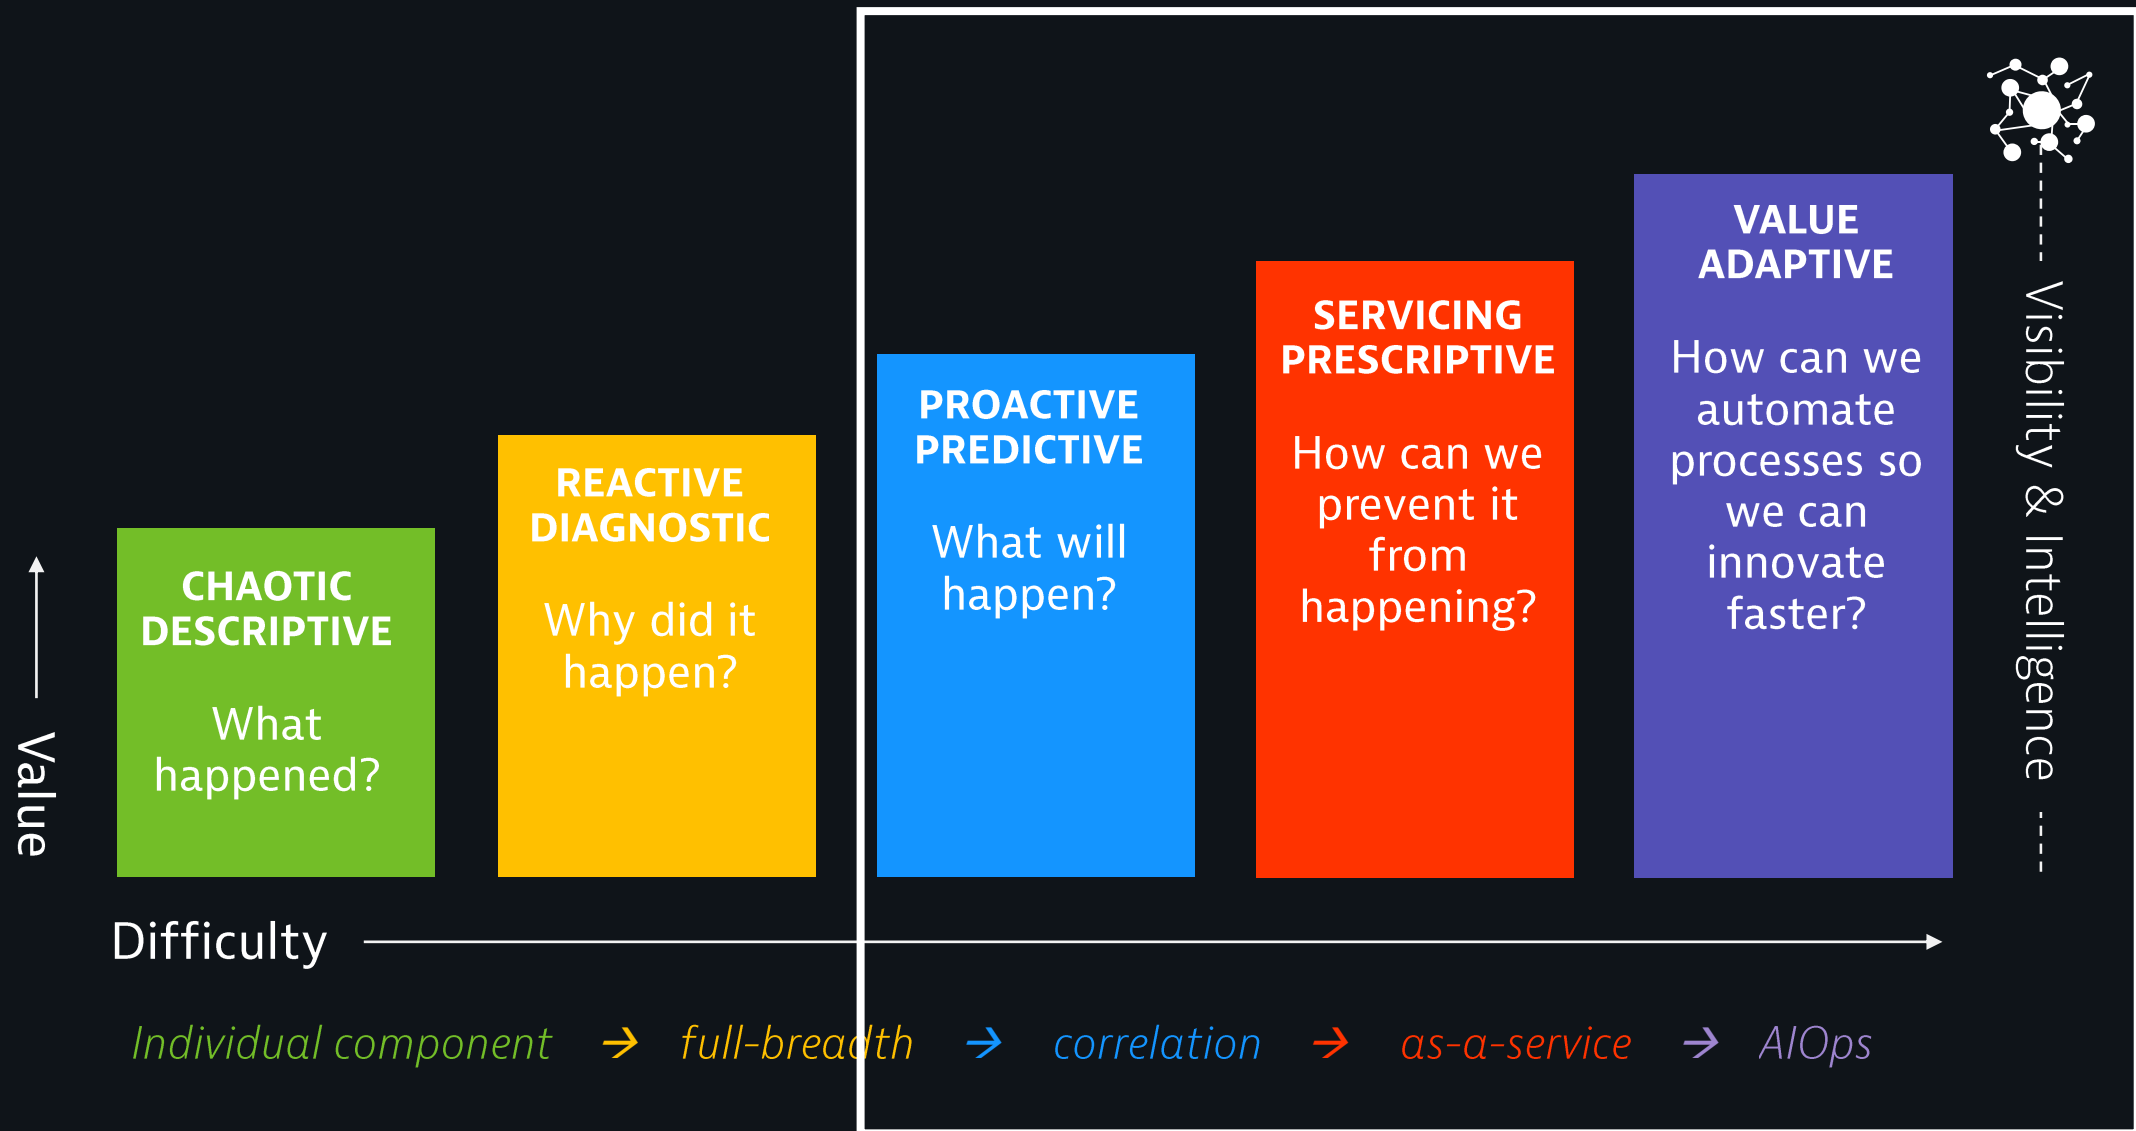 CHAOTIC
DESCRIPTIVE
What
happened?
REACTIVE
DIAGNOSTIC
Why did it
happen?
PROACTIVE
PREDICTIVE
What will
happen?
SERVICING
PRESCRIPTIVE
How can we
prevent it
from
happening?
VALUE
ADAPTIVE
How can we
automate
processes so
we can
innovate
faster?
Visibility & Intelligence
Value
Difficulty
Individual component → full-breadth → correlation → as-a-service → AIOps